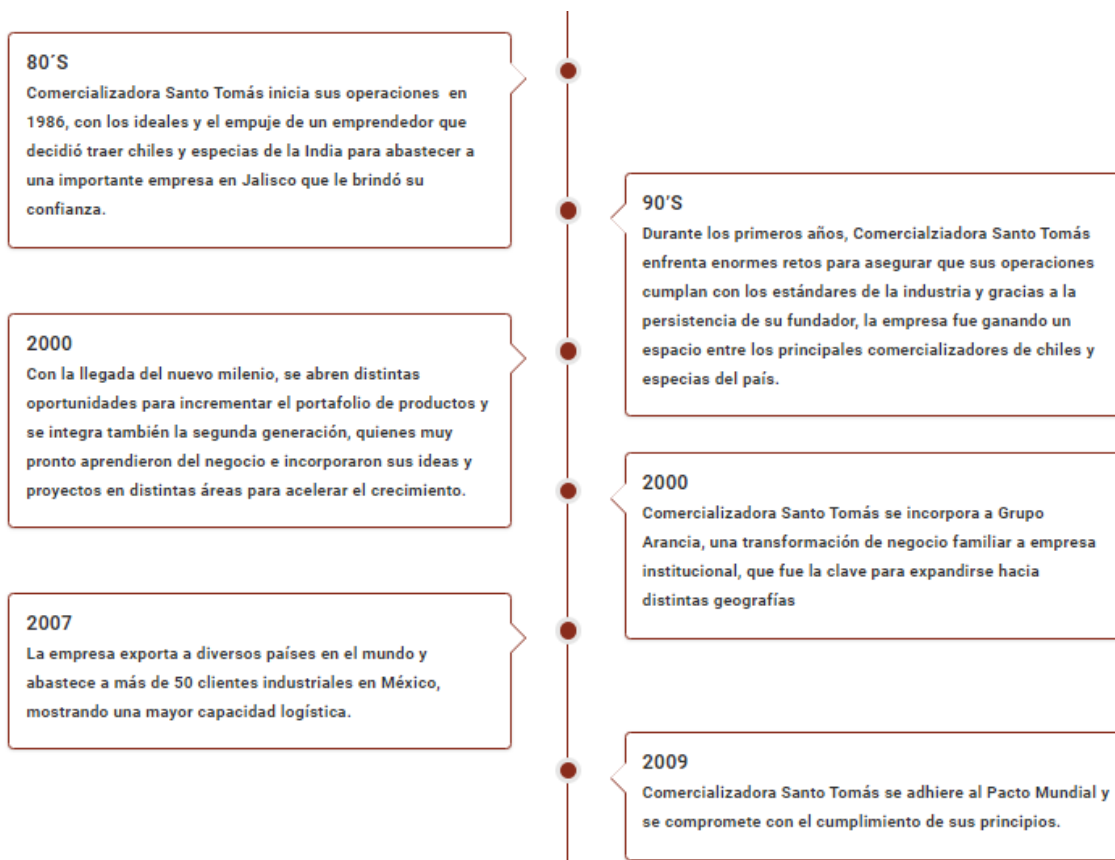 80´S
Comercializadora Santo Tomás inicia sus operaciones  en
1986, con los ideales y el empuje de un emprendedor que
decidió traer chiles y especias de la India para abastecer a
una importante empresa en Jalisco que le brindó su
confianza.
90’S
Durante los primeros años, Comercialziadora Santo Tomás
enfrenta enormes retos para asegurar que sus operaciones
cumplan con los estándares de la industria y gracias a la
persistencia de su fundador, la empresa fue ganando un
espacio entre los principales comercializadores de chiles y
especias del país.
2000
Con la llegada del nuevo milenio, se abren distintas
oportunidades para incrementar el portafolio de productos y
se integra también la segunda generación, quienes muy
pronto aprendieron del negocio e incorporaron sus ideas y
proyectos en distintas áreas para acelerar el crecimiento.
2000
Comercializadora Santo Tomás se incorpora a Grupo
Arancia, una transformación de negocio familiar a empresa
institucional, que fue la clave para expandirse hacia
distintas geografías
2007
La empresa exporta a diversos países en el mundo y
abastece a más de 50 clientes industriales en México,
mostrando una mayor capacidad logística.
2009
Comercializadora Santo Tomás se adhiere al Pacto Mundial y
se compromete con el cumplimiento de sus principios.